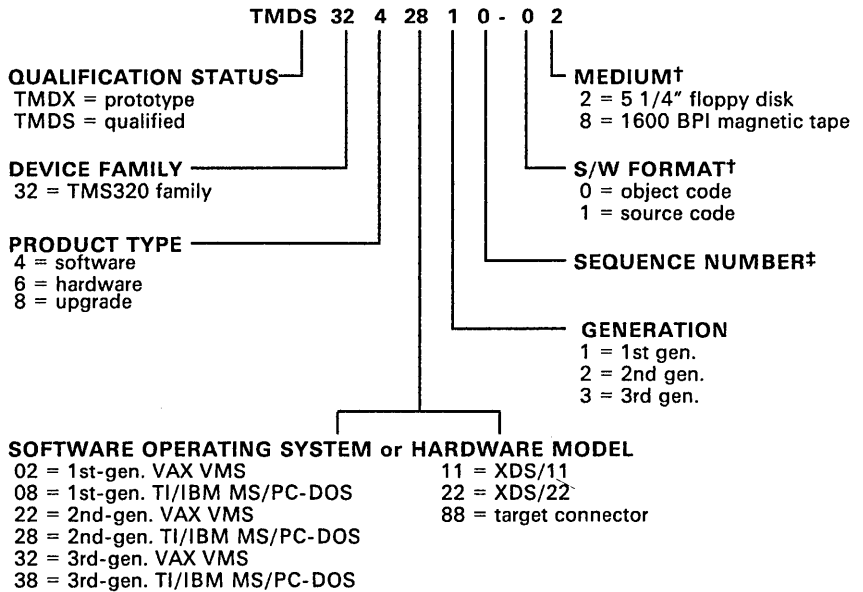 TMDS 32 4 28 1 0 - 0 2
QUALIFICATION STATUS
TMDX = prototype
TMDS = qualified
DEVICE FAMILY
32 = TMS320 family
PRODUCT TYPE
4 = software
6 = hardware
8 = upgrade
MEDIUM†
2 = 5 1/4" floppy disk
8 = 1600 BPI magnetic tape
S/W FORMAT†
0 = object code
1 = source code
SEQUENCE NUMBER‡
GENERATION
1 = 1st gen.
2 = 2nd gen.
3 = 3rd gen.
SOFTWARE OPERATING SYSTEM or HARDWARE MODEL
02 = 1st-gen. VAX VMS
08 = 1st-gen. TI/IBM MS/PC-DOS
22 = 2nd-gen. VAX VMS
28 = 2nd-gen. TI/IBM MS/PC-DOS
32 = 3rd-gen. VAX VMS
38 = 3rd-gen. TI/IBM MS/PC-DOS
11 = XDS/11
22 = XDS/22
88 = target connector